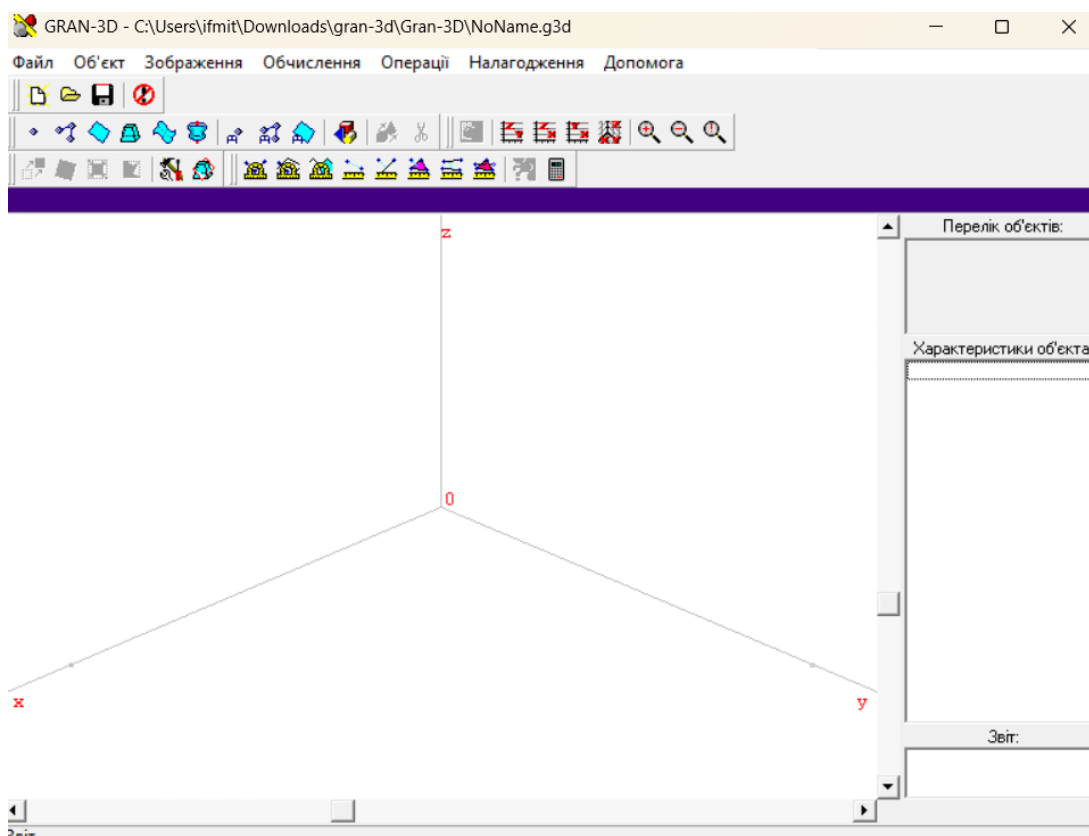 GRAN-3D - C:\Users\ifmit\Downloads\gran-3d\Gran-3D\NoName.g3d
Файл Об'єкт Зображення Обчислення Операції Налагодження Допомога
Перелік об'єктів:
z
Характеристики об'єкта
0
x
y
Звіт:
Звіт